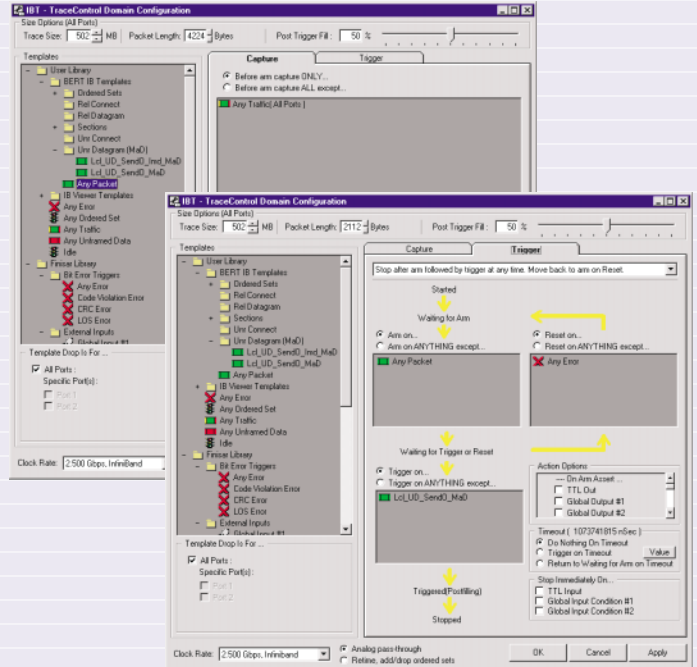 IBT - TraceControl Domain Configuration
Size Options (All Ports)
Trace Size: 502 MB Packet Length: 4224 Bytes Post Trigger Fill : 50 %
Templates
User Library
BERT IB Templates
Ordered Sets
Rel Connect
Rel Datagram
Sections
Unr Connect
Unr Datagram (MaD)
Lcl_UD_Send0_Imd_MaD
Lcl_UD_Send0_MaD
Any Packet
IB Viewer Templates
Any Error
Any Ordered Set
Any Traffic
Any Unframed Data
Idle
Finisar Library
Bit Error Triggers
Any Error
Code Violation Error
CRC Error
LOS Error
External Inputs
Global Input #1
Template Drop Is For ...
All Ports :
Specific Port(s) :
Port 1
Port 2
Clock Rate: 2.500 Gbps, InfiniBand
Capture Trigger
Before arm capture ONLY...
Before arm capture ALL except...
Any Traffic( All Ports )
IBT - TraceControl Domain Configuration
Size Options (All Ports)
Trace Size: 502 MB Packet Length: 2112 Bytes Post Trigger Fill : 50 %
Templates
User Library
BERT IB Templates
Ordered Sets
Rel Connect
Rel Datagram
Sections
Unr Connect
Unr Datagram (MaD)
Lcl_UD_Send0_Imd_MaD
Lcl_UD_Send0_MaD
Any Packet
IB Viewer Templates
Any Error
Any Ordered Set
Any Traffic
Any Unframed Data
Idle
Finisar Library
Bit Error Triggers
Any Error
Code Violation Error
CRC Error
LOS Error
External Inputs
Global Input #1
Template Drop Is For ...
All Ports :
Specific Port(s) :
Port 1
Port 2
Capture Trigger
Stop after arm followed by trigger at any time. Move back to arm on Reset.
Started
Waiting for Arm
Arm on...
Arm on ANYTHING except...
Any Packet
Reset on...
Reset on ANYTHING except...
Any Error
Waiting for Trigger or Reset
Trigger on...
Trigger on ANYTHING except...
Lcl_UD_Send0_MaD
Triggered(Postfilling)
Stopped
Action Options
---- On Arm Assert ...
TTL Out
Global Output #1
Global Output #2
Timeout ( 1073741815 nSec )
Do Nothing On Timeout
Trigger on Timeout Value
Return to Waiting for Arm on Timeout
Stop Immediately On...
TTL Input
Global Input Condition #1
Global Input Condition #2
Clock Rate: 2.500 Gbps, Infiniband
Analog pass-through
Retime, add/drop ordered sets
OK Cancel Apply